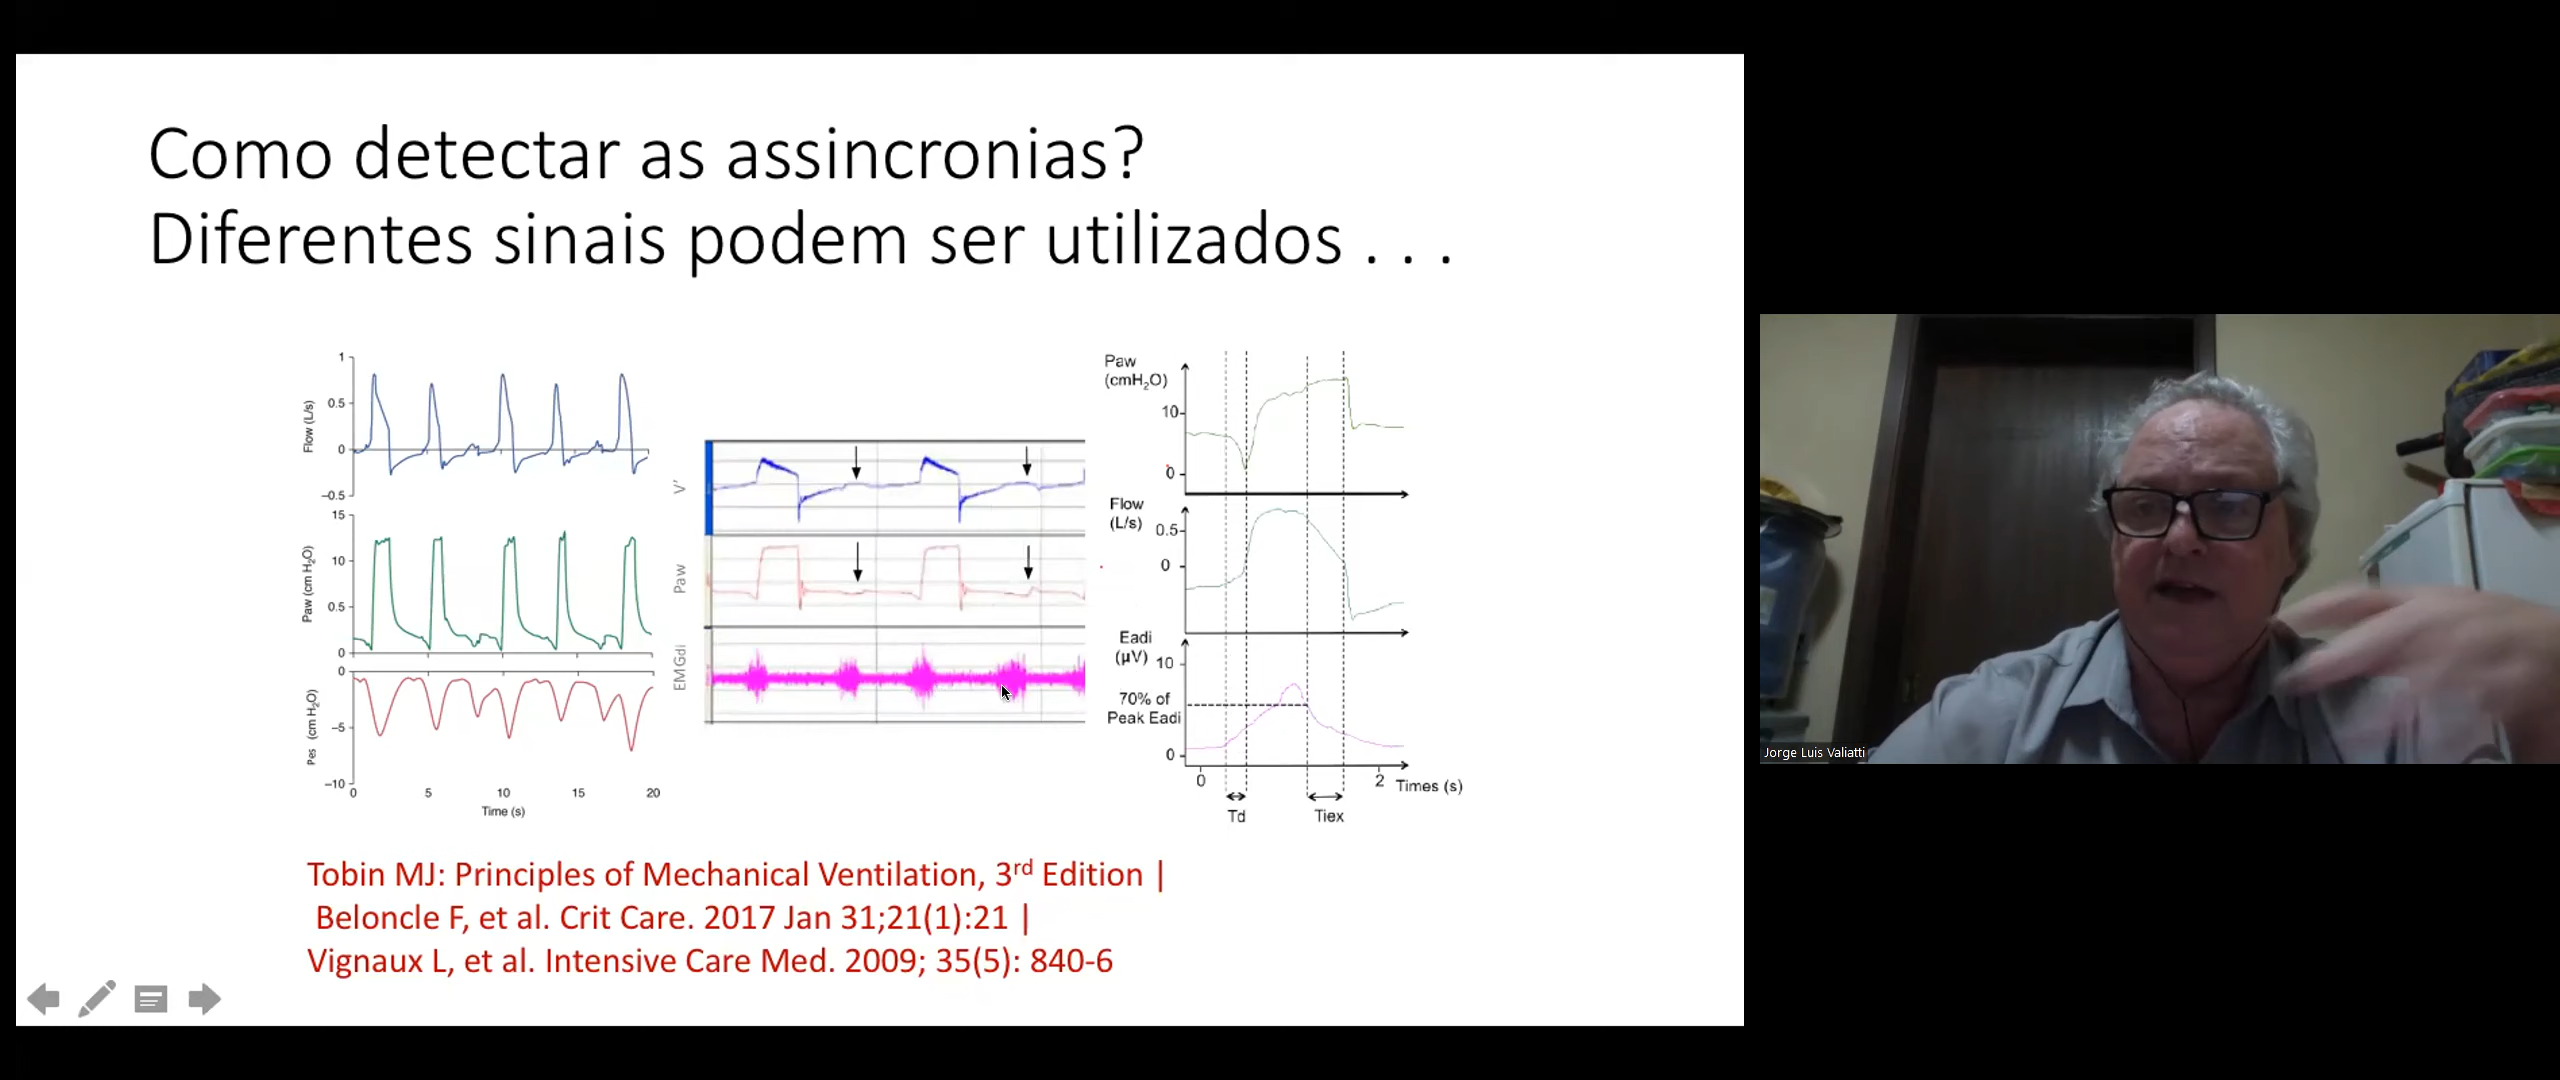 Como detectar as assincronias?
Diferentes sinais podem ser utilizados . . .
Flow (L/s)
1
0.5
0
–0.5
Paw (cm H2O)
15
10
0.5
0
Pes (cm H2O)
0
–5
–10
0 5 10 15 20
Time (s)
V'
Paw
EMGdi
Paw
(cmH2O)
10
0
Flow
(L/s)
0.5
0
Eadi
(µV)
10
70% of
Peak Eadi
0
0 2 Times (s)
Td Tiex
Tobin MJ: Principles of Mechanical Ventilation, 3rd Edition |
Beloncle F, et al. Crit Care. 2017 Jan 31;21(1):21 |
Vignaux L, et al. Intensive Care Med. 2009; 35(5): 840-6
Jorge Luis Valiatti